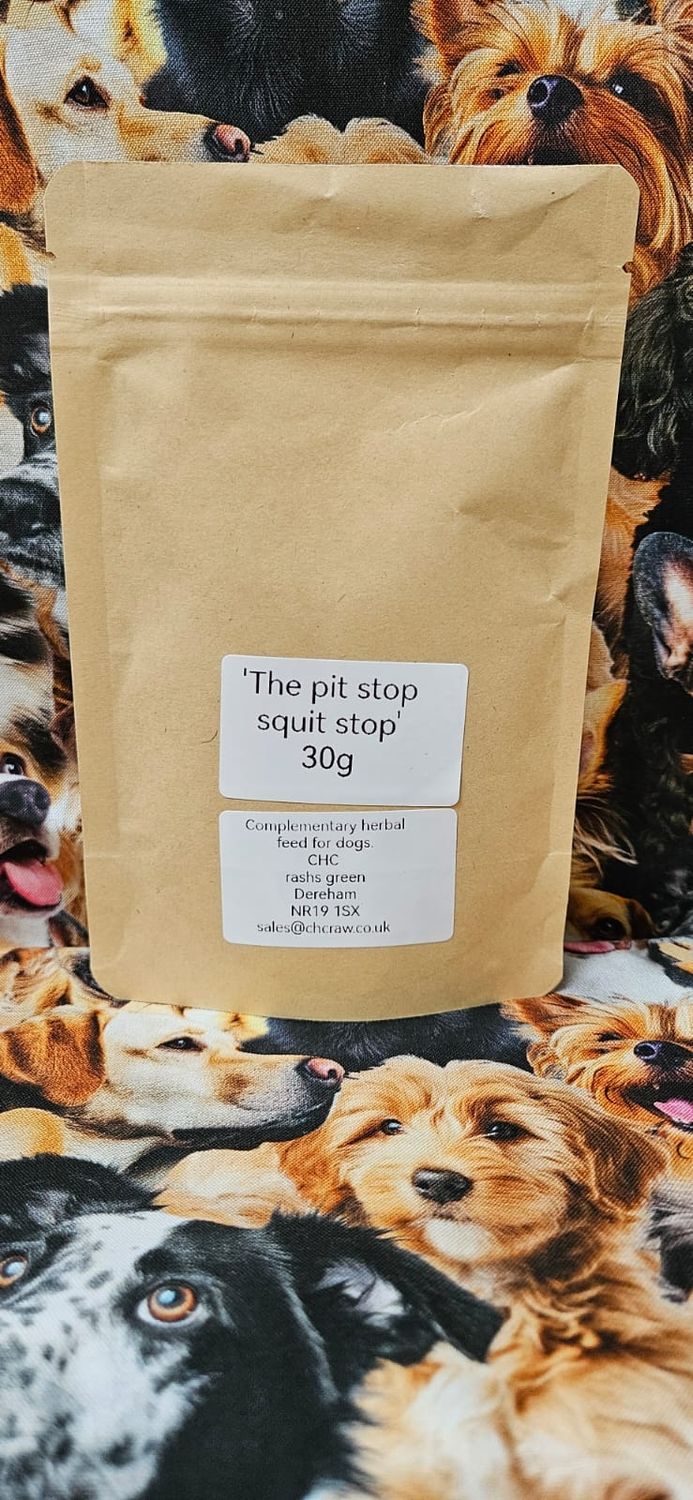 'The pit stop
squit stop'
30g
Complementary herbal
feed for dogs.
CHC
rashs green
Dereham
NR19 1SX
sales@chcraw.co.uk